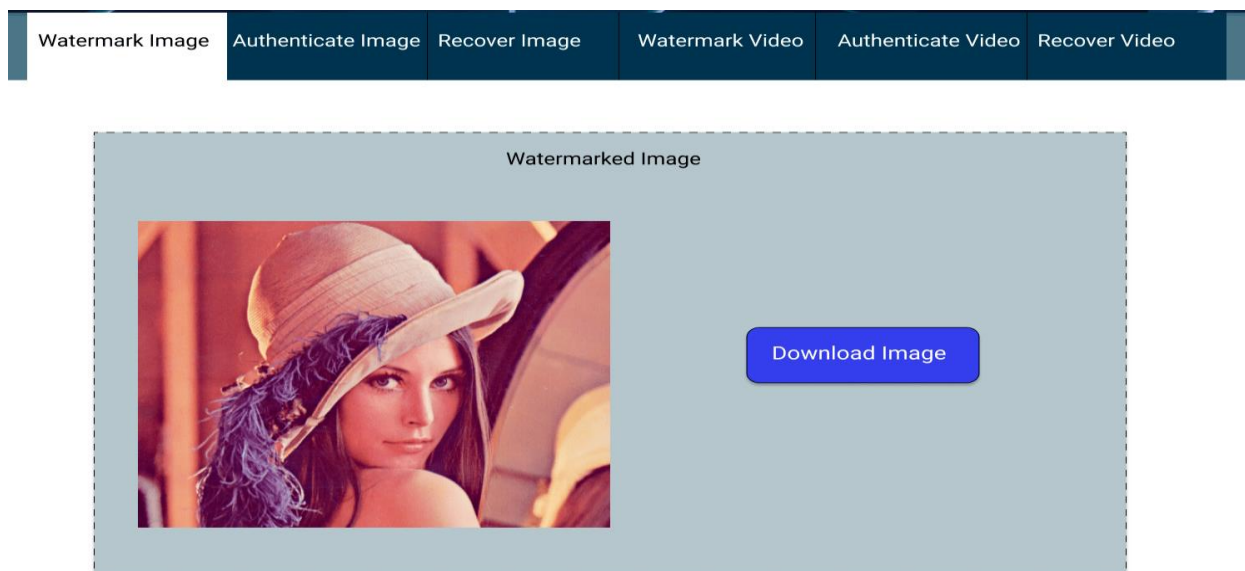 Watermark Image Authenticate Image Recover Image Watermark Video Authenticate Video Recover Video
Watermarked Image
Download Image